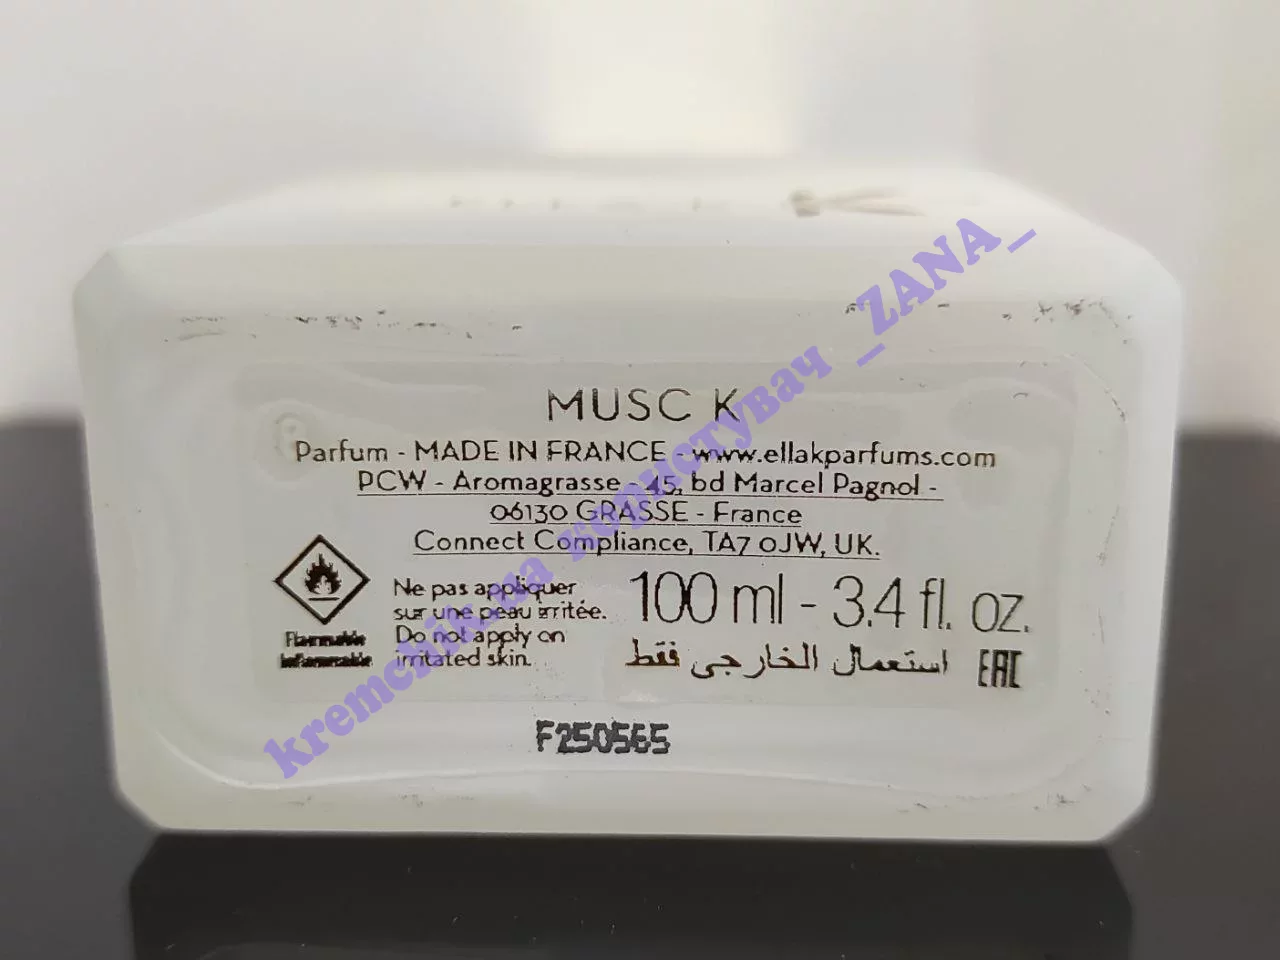 MUSC K
Parfum - MADE IN FRANCE - www.ellakparfums.com
PCW - Aromagrasse - 45, bd Marcel Pagnol -
06130 GRASSE - France
Connect Compliance, TA7 0JW, UK.
Flammable
Inflammable
Ne pas appliquer
sur une peau irritée.
Do not apply on
irritated skin.
100 ml - 3.4 fl. oz.
استعمال الخارجى فقط
EAC
F250565
kremchik.ua користувач _ZANA_